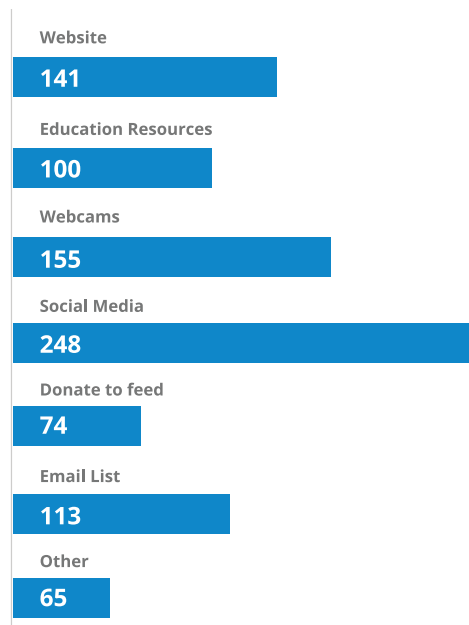 Website
141
Education Resources
100
Webcams
155
Social Media
248
Donate to feed
74
Email List
113
Other
65